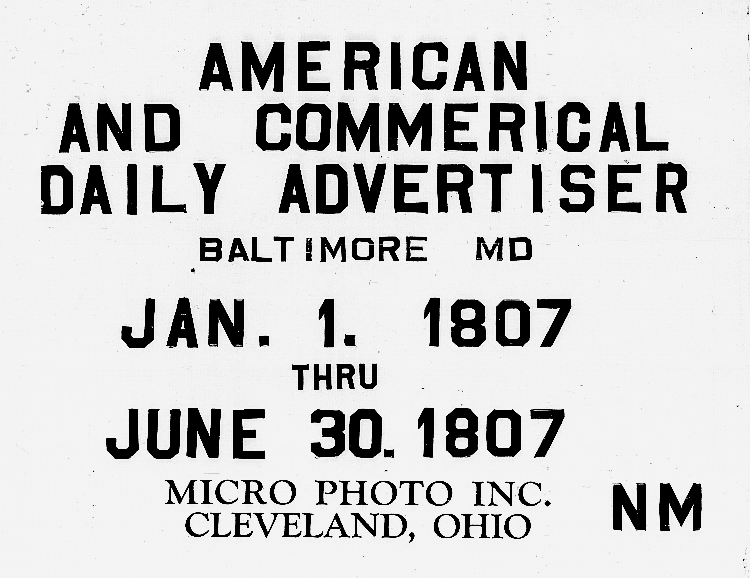 AMERICAN
AND COMMERICAL
DAILY ADVERTISER
BALTIMORE MD
JAN. 1. 1807
THRU
JUNE 30. 1807
MICRO PHOTO INC.
CLEVELAND, OHIO
NM